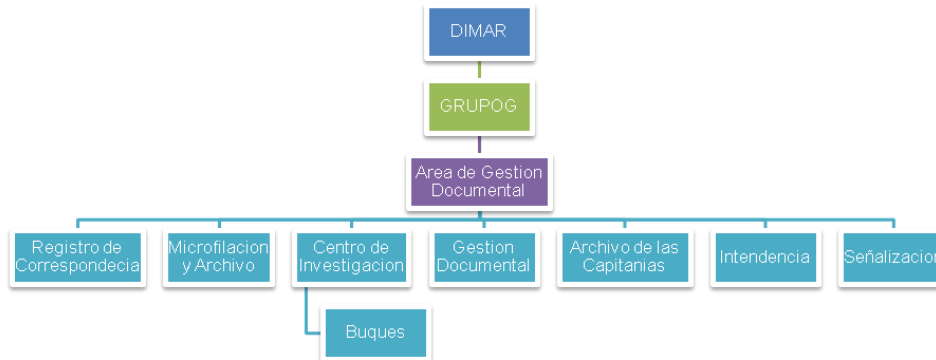 DIMAR
GRUPOG
Area de Gestion
Documental
Registro de
Correspondecia
Microfilacion
y Archivo
Centro de
Investigacion
Gestion
Documental
Archivo de las
Capitanias
Intendencia
Señalizacion
Buques